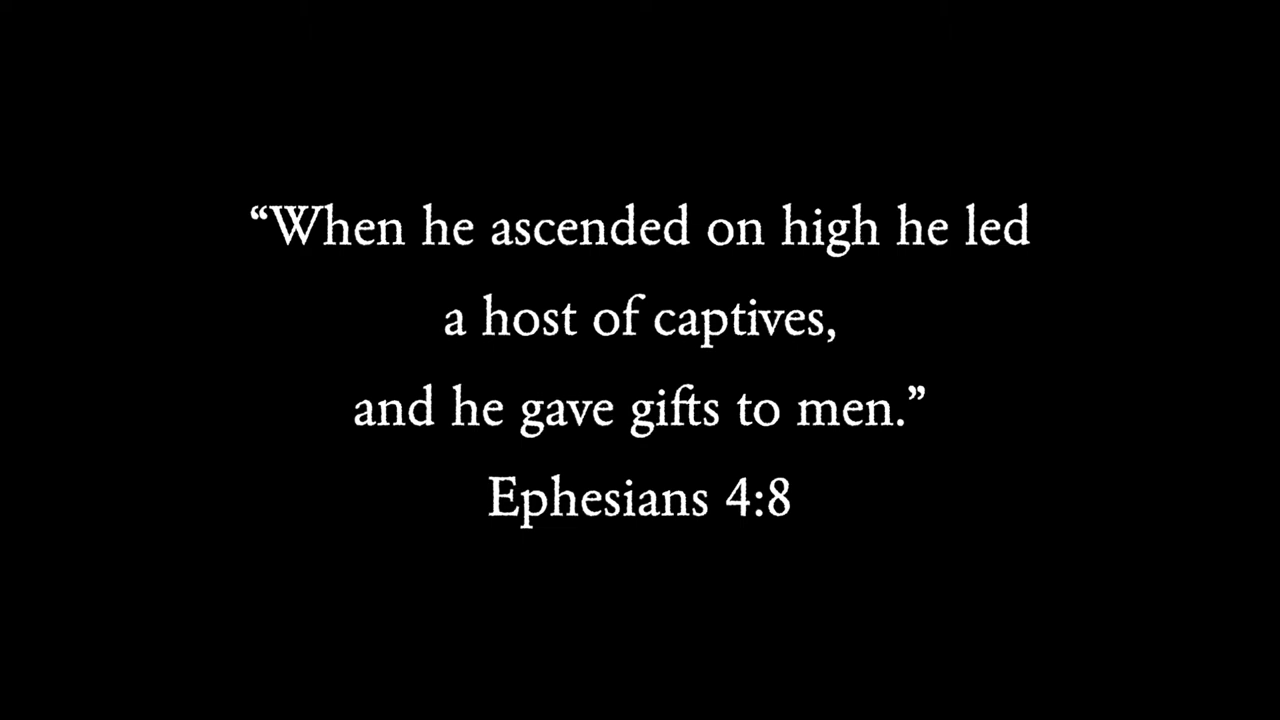 “When he ascended on high he led
a host of captives,
and he gave gifts to men.”
Ephesians 4:8